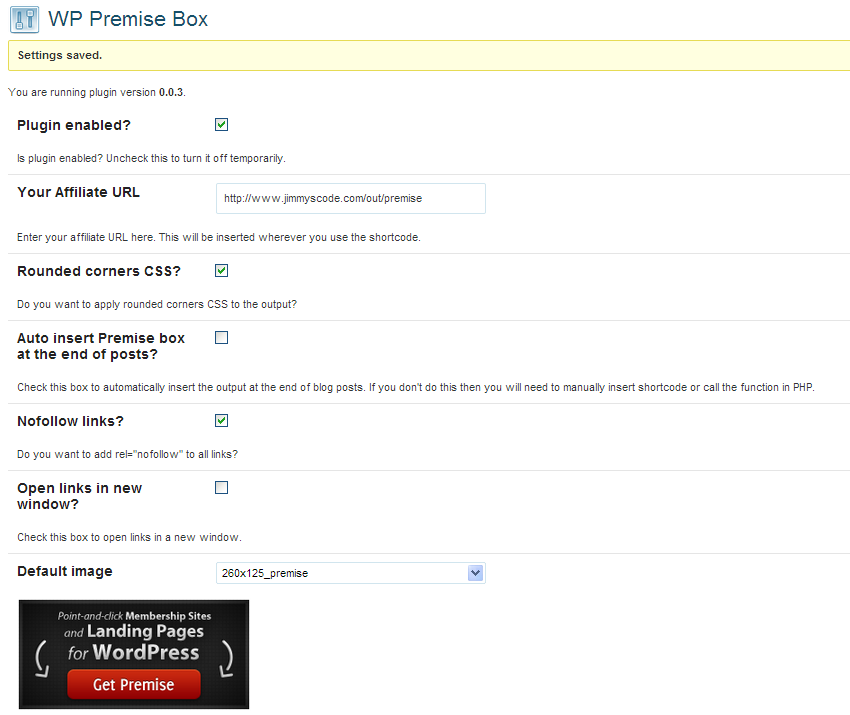 WP Premise Box
Settings saved.
You are running plugin version 0.0.3.
Plugin enabled?
Is plugin enabled? Uncheck this to turn it off temporarily.
Your Affiliate URL
http://www.jimmyscode.com/out/premise
Enter your affiliate URL here. This will be inserted wherever you use the shortcode.
Rounded corners CSS?
Do you want to apply rounded corners CSS to the output?
Auto insert Premise box
at the end of posts?
Check this box to automatically insert the output at the end of blog posts. If you don't do this then you will need to manually insert shortcode or call the function in PHP.
Nofollow links?
Do you want to add rel="nofollow" to all links?
Open links in new
window?
Check this box to open links in a new window.
Default image
260x125_premise
Point-and-click Membership Sites
and Landing Pages
for WordPress
Get Premise